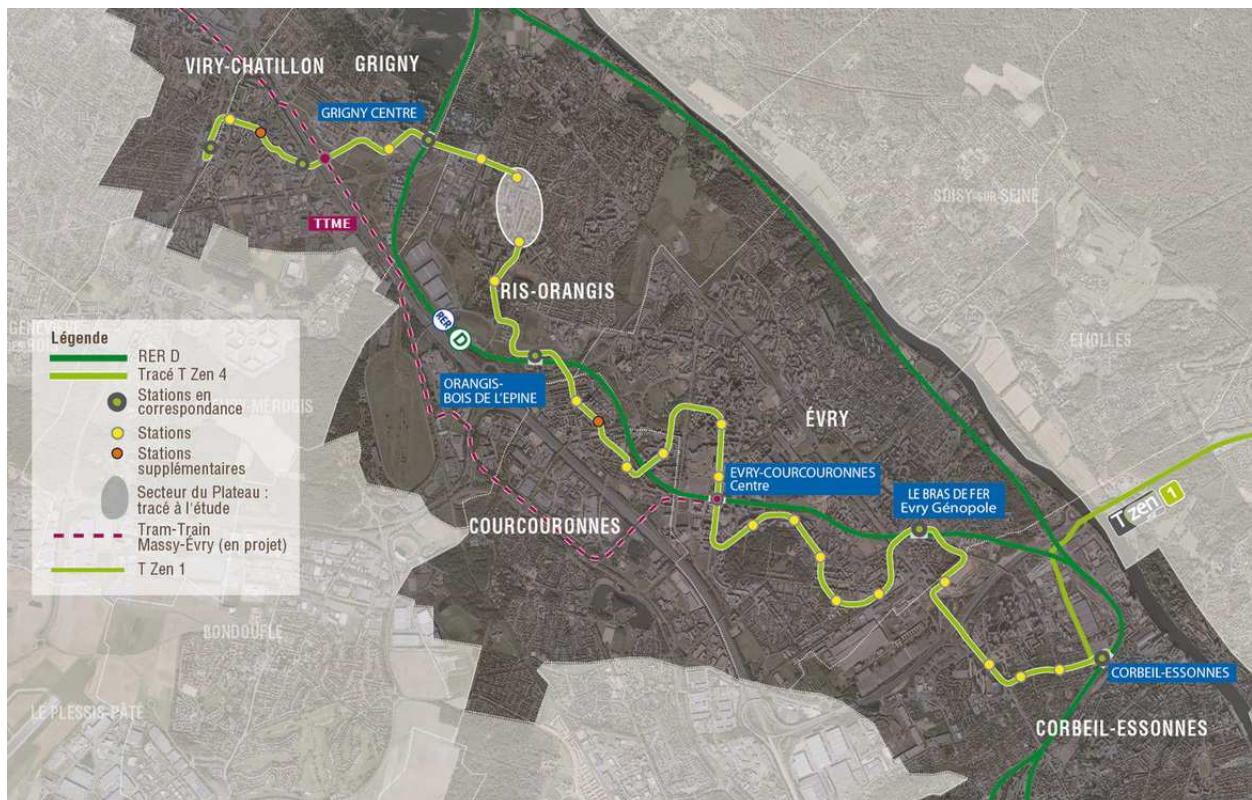 VIRY-CHATILLON
GRIGNY
GRIGNY CENTRE
TTME
SOISY-SUR-SEINE
RIS-ORANGIS
RER
D
ETIOLLES
ORANGIS-
BOIS DE L'EPINE
ÉVRY
EVRY-COURCOURONNES
Centre
LE BRAS DE FER
Evry Génopole
T zen 1
COURCOURONNES
CORBEIL-ESSONNES
CORBEIL-ESSONNES
BONDOUFLE
LE PLESSIS-PÂTÉ
Légende
RER D
Tracé T Zen 4
Stations en
correspondance
Stations
Stations
supplémentaires
Secteur du Plateau :
tracé à l'étude
Tram-Train
Massy-Évry (en projet)
T Zen 1